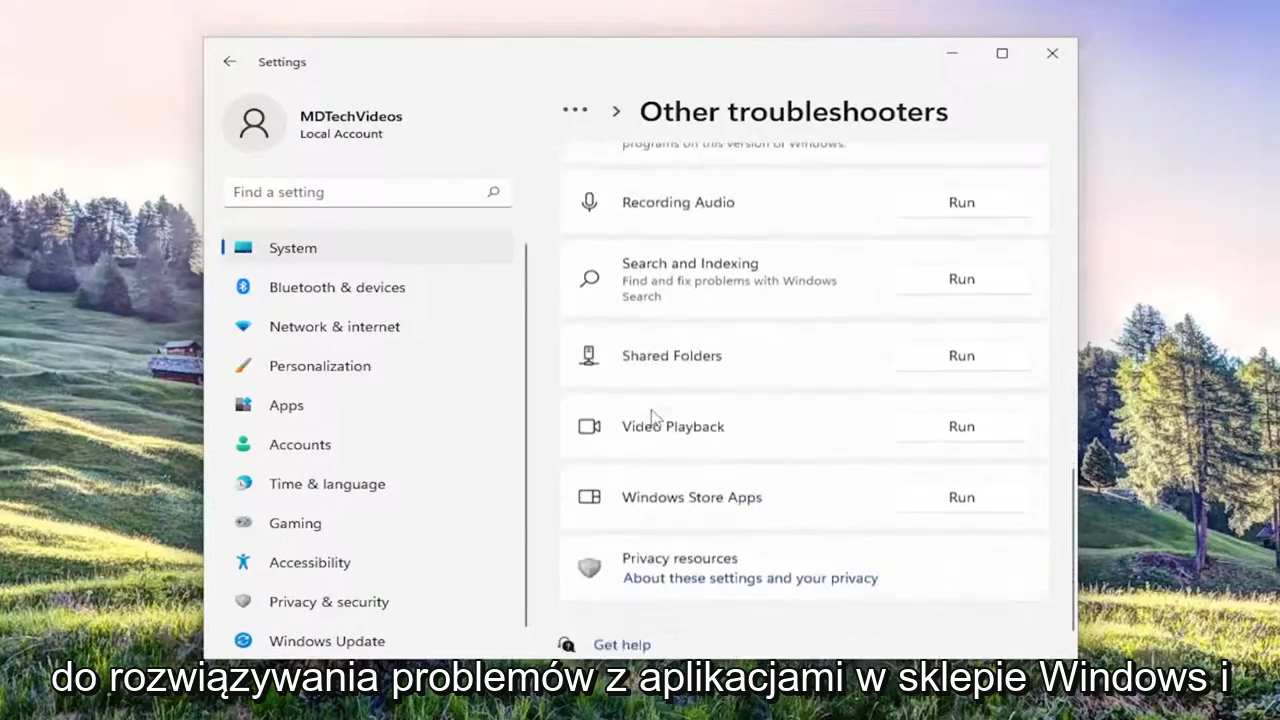 Settings
MDTechVideos
Local Account
Find a setting
System
Bluetooth & devices
Network & internet
Personalization
Apps
Accounts
Time & language
Gaming
Accessibility
Privacy & security
Windows Update
... > Other troubleshooters
programs on this version of Windows.
Recording Audio Run
Search and Indexing Run
Find and fix problems with Windows
Search
Shared Folders Run
Video Playback Run
Windows Store Apps Run
Privacy resources
About these settings and your privacy
Get help
do rozwiązywania problemów z aplikacjami w sklepie Windows i